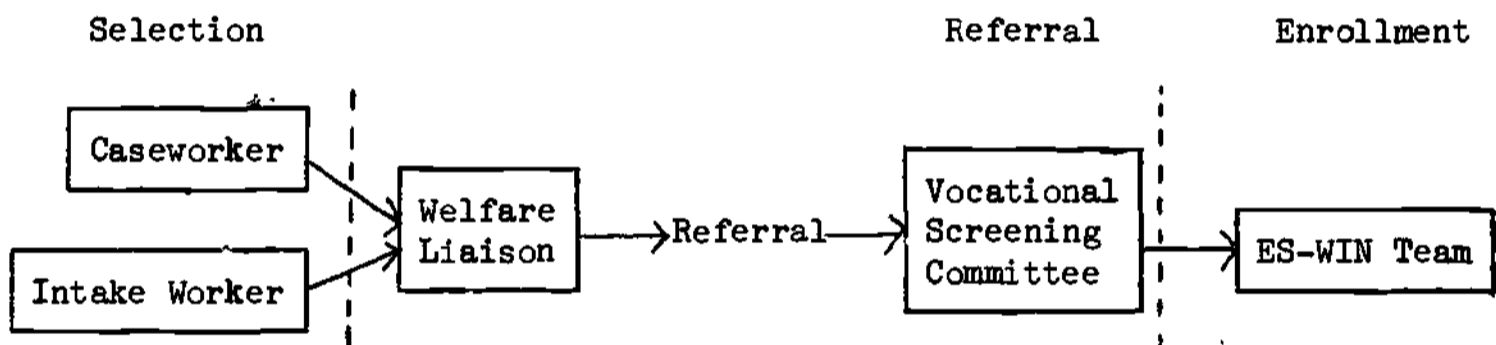 Selection
Referral
Enrollment
Caseworker
Intake Worker
Welfare
Liaison
Referral
Vocational
Screening
Committee
ES-WIN Team